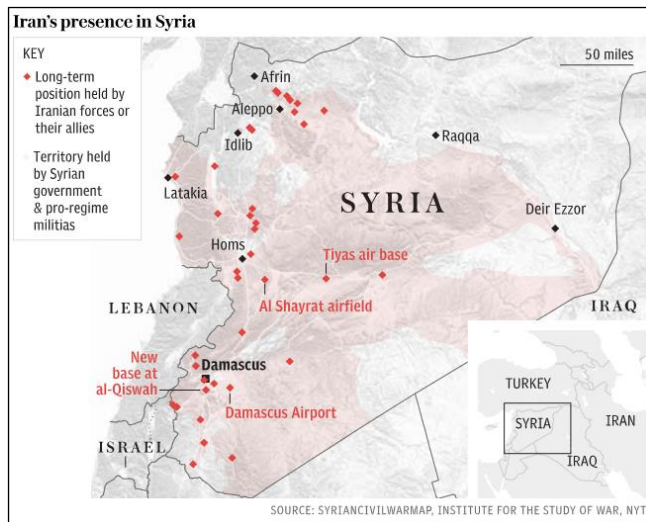 Iran's presence in Syria
KEY
Long-term
position held by
Iranian forces or
their allies
Territory held
by Syrian
government
& pro-regime
militias
50 miles
Afrin
Aleppo
Idlib
Raqqa
Latakia
SYRIA
Deir Ezzor
Homs
Tiyas air base
Al Shayrat airfield
LEBANON
IRAQ
New
base at
al-Qiswah
Damascus
Damascus Airport
ISRAEL
TURKEY
SYRIA
IRAN
IRAQ
SOURCE: SYRIANCIVILWARMAP, INSTITUTE FOR THE STUDY OF WAR, NYT